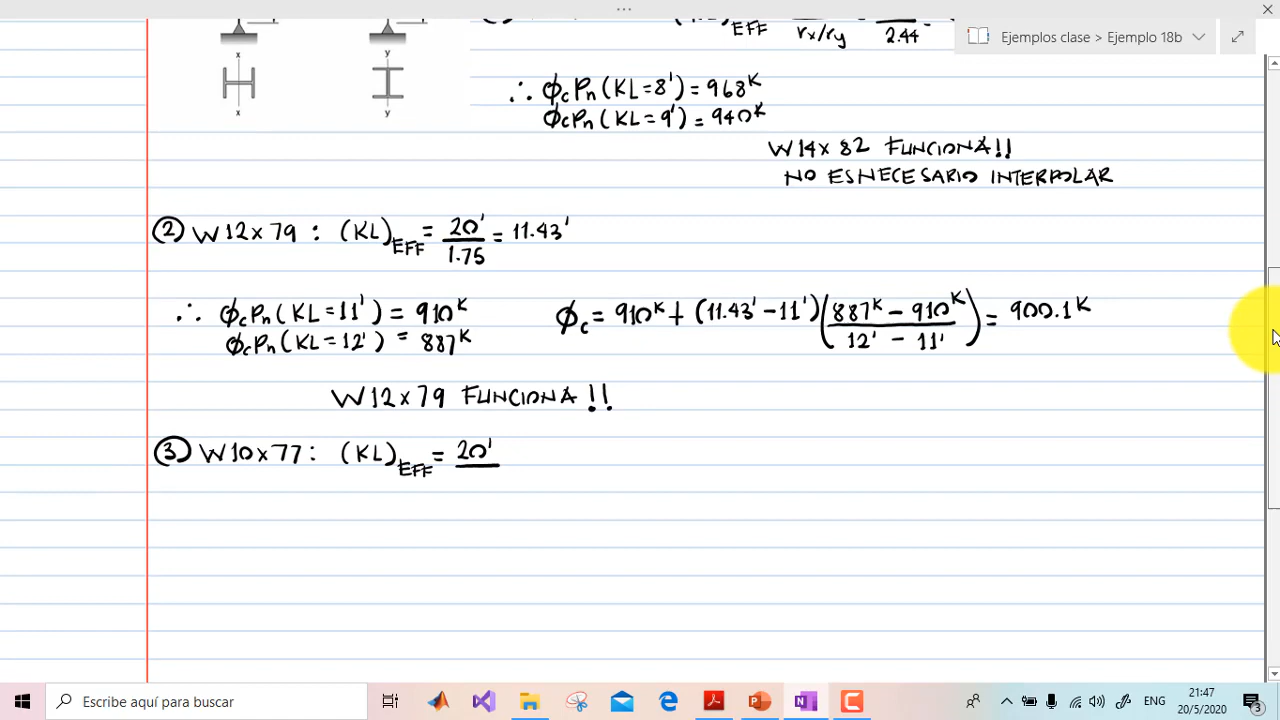 Ejemplos clase > Ejemplo 18b
EFF rx/ry 2.44 =
x y
x y
∴ ϕcPn (KL=8') = 968ᴷ
ϕcPn (KL=9') = 940ᴷ
W14x82 FUNCIONA!!
NO ES NECESARIO INTERPOLAR
② W12x79 : (KL)EFF = 20'/1.75 = 11.43'
∴ ϕcPn (KL=11') = 910ᴷ
ϕcPn (KL=12') = 887ᴷ
ϕc = 910ᴷ + (11.43' - 11')((887ᴷ - 910ᴷ)/(12' - 11')) = 900.1ᴷ
W12x79 FUNCIONA!!
③ W10x77: (KL)EFF = 20'
Escribe aquí para buscar
21:47
20/5/2020
3